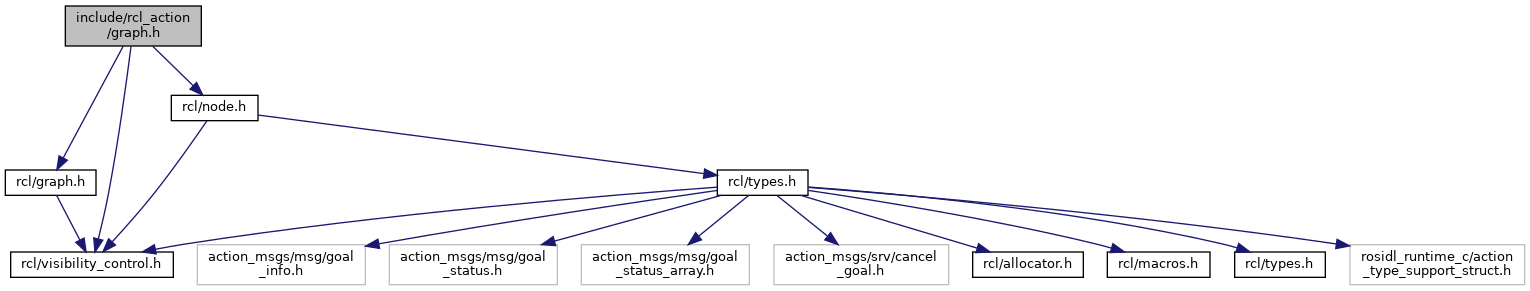 include/rcl_action
/graph.h
rcl/node.h
rcl/graph.h
rcl/types.h
rcl/visibility_control.h
action_msgs/msg/goal
_info.h
action_msgs/msg/goal
_status.h
action_msgs/msg/goal
_status_array.h
action_msgs/srv/cancel
_goal.h
rcl/allocator.h
rcl/macros.h
rcl/types.h
rosidl_runtime_c/action
_type_support_struct.h